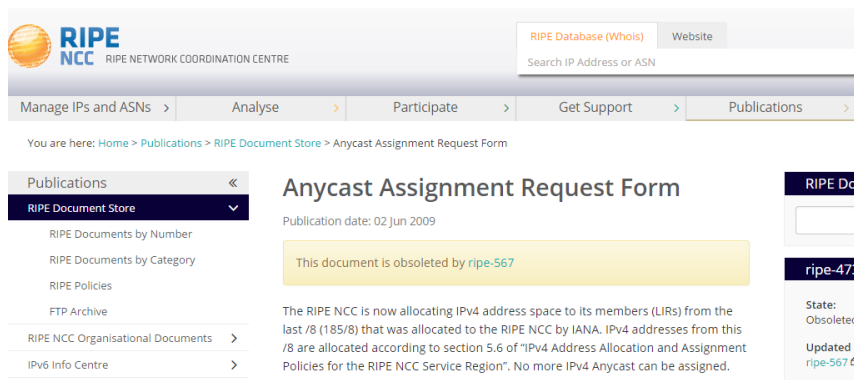 RIPE
NCC RIPE NETWORK COORDINATION CENTRE
RIPE Database (Whois) Website
Search IP Address or ASN
Manage IPs and ASNs > Analyse > Participate > Get Support > Publications >
You are here: Home > Publications > RIPE Document Store > Anycast Assignment Request Form
Publications «
RIPE Document Store
RIPE Documents by Number
RIPE Documents by Category
RIPE Policies
FTP Archive
RIPE NCC Organisational Documents >
IPv6 Info Centre >
Anycast Assignment Request Form
Publication date: 02 Jun 2009
This document is obsoleted by ripe-567
The RIPE NCC is now allocating IPv4 address space to its members (LIRs) from the
last /8 (185/8) that was allocated to the RIPE NCC by IANA. IPv4 addresses from this
/8 are allocated according to section 5.6 of “IPv4 Address Allocation and Assignment
Policies for the RIPE NCC Service Region”. No more IPv4 Anycast can be assigned.
RIPE Do
ripe-473
State:
Obsoleted
Updated
ripe-567